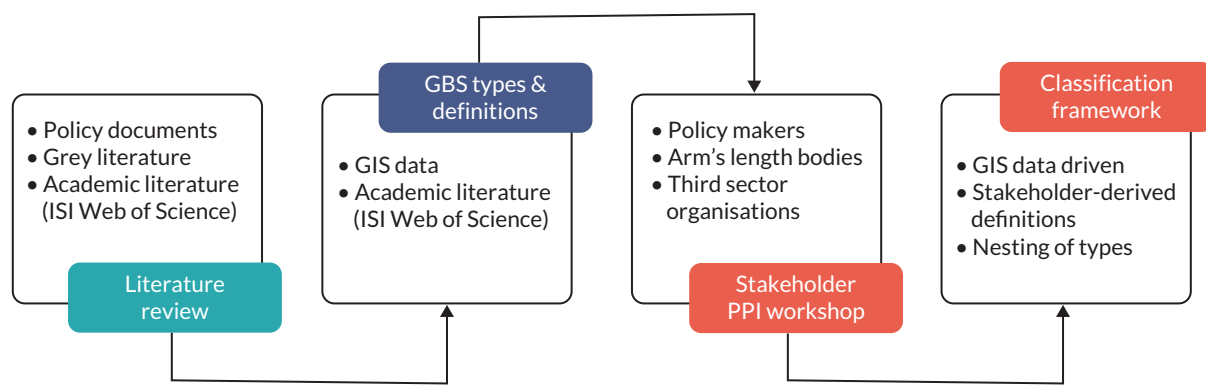 • Policy documents
• Grey literature
• Academic literature
(ISI Web of Science)
Literature
review
GBS types &
definitions
• GIS data
• Academic literature
(ISI Web of Science)
• Policy makers
• Arm's length bodies
• Third sector
organisations
Stakeholder
PPI workshop
Classification
framework
• GIS data driven
• Stakeholder-derived
definitions
• Nesting of types